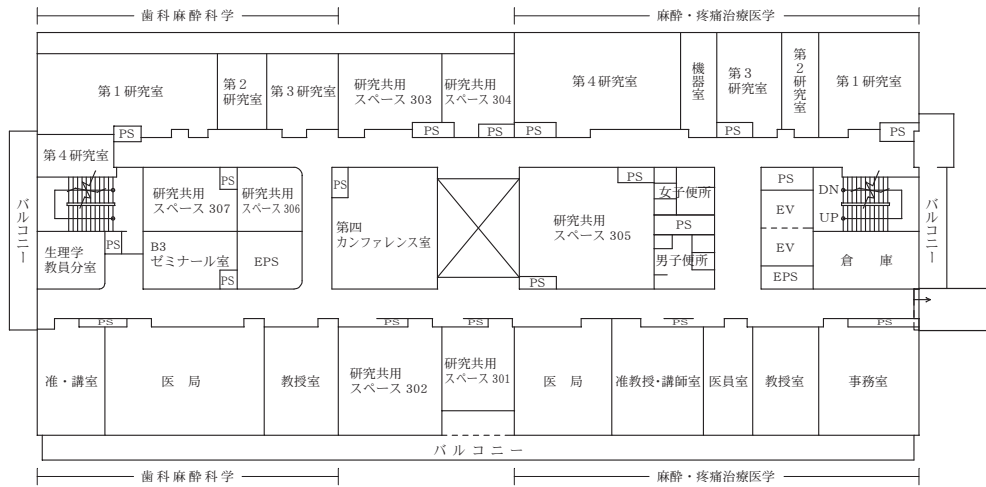 歯科麻酔科学
麻酔・疼痛治療医学
第1研究室
第2
研究室
第3研究室
研究共用
スペース 303
研究共用
スペース 304
第4研究室
機器室
第3
研究室
第2研究室
第1研究室
PS
PS
PS
PS
PS
PS
第4研究室
バルコニー
研究共用
スペース 307
PS
研究共用
スペース 306
PS
第四
カンファレンス室
研究共用
スペース 305
PS
女子便所
PS
男子便所
PS
EV
EV
EPS
DN
UP
倉庫
バルコニー
生理学
教員分室
PS
B3
ゼミナール室
PS
EPS
PS
PS
PS
PS
PS
PS
准・講室
医局
教授室
研究共用
スペース 302
研究共用
スペース 301
医局
准教授・講師室
医員室
教授室
事務室
バルコニー
歯科麻酔科学
麻酔・疼痛治療医学